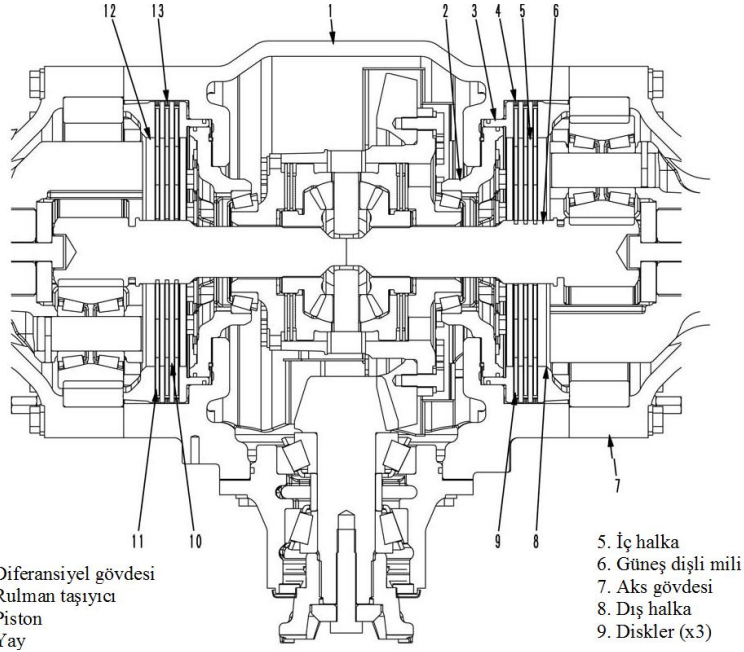 12 13 1 2 3 4 5 6
7
11 10 9 8
Diferansiyel gövdesi
Rulman taşıyıcı
Piston
Yay
5. İç halka
6. Güneş dişli mili
7. Aks gövdesi
8. Dış halka
9. Diskler (x3)